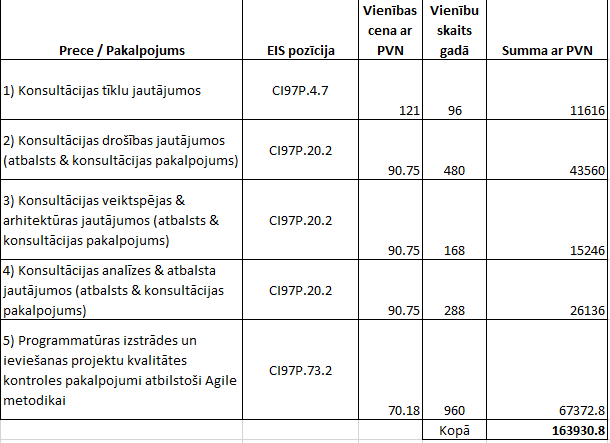 Prece / Pakalpojums EIS pozīcija Vienības cena ar PVN Vienību skaits gadā Summa ar PVN
1) Konsultācijas tīklu jautājumos CI97P.4.7 121 96 11616
2) Konsultācijas drošības jautājumos
(atbalsts & konsultācijas pakalpojums) CI97P.20.2 90.75 480 43560
3) Konsultācijas veiktspējas &
arhitektūras jautājumos (atbalsts &
konsultācijas pakalpojums) CI97P.20.2 90.75 168 15246
4) Konsultācijas analīzes & atbalsta
jautājumos (atbalsts & konsultācijas
pakalpojums) CI97P.20.2 90.75 288 26136
5) Programmatūras izstrādes un
ieviešanas projektu kvalitātes
kontroles pakalpojumi atbilstoši Agile
metodikai CI97P.73.2 70.18 960 67372.8
Kopā 163930.8